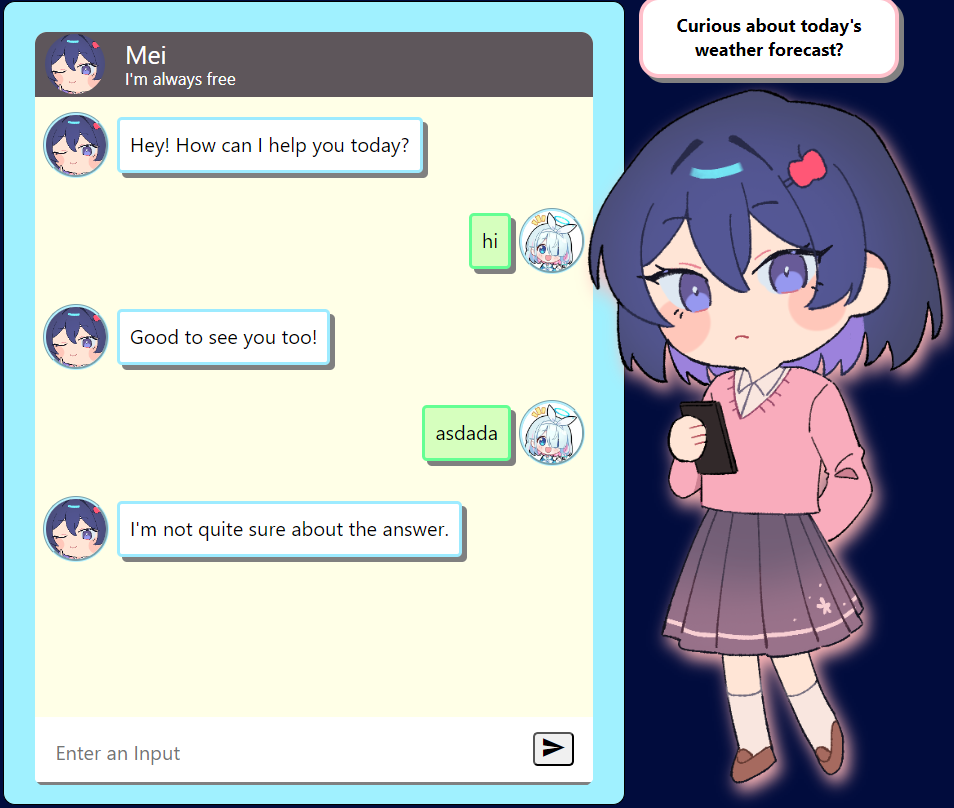 Curious about today's
weather forecast?
Mei
I'm always free
Hey! How can I help you today?
hi
Good to see you too!
asdada
I'm not quite sure about the answer.
Enter an Input